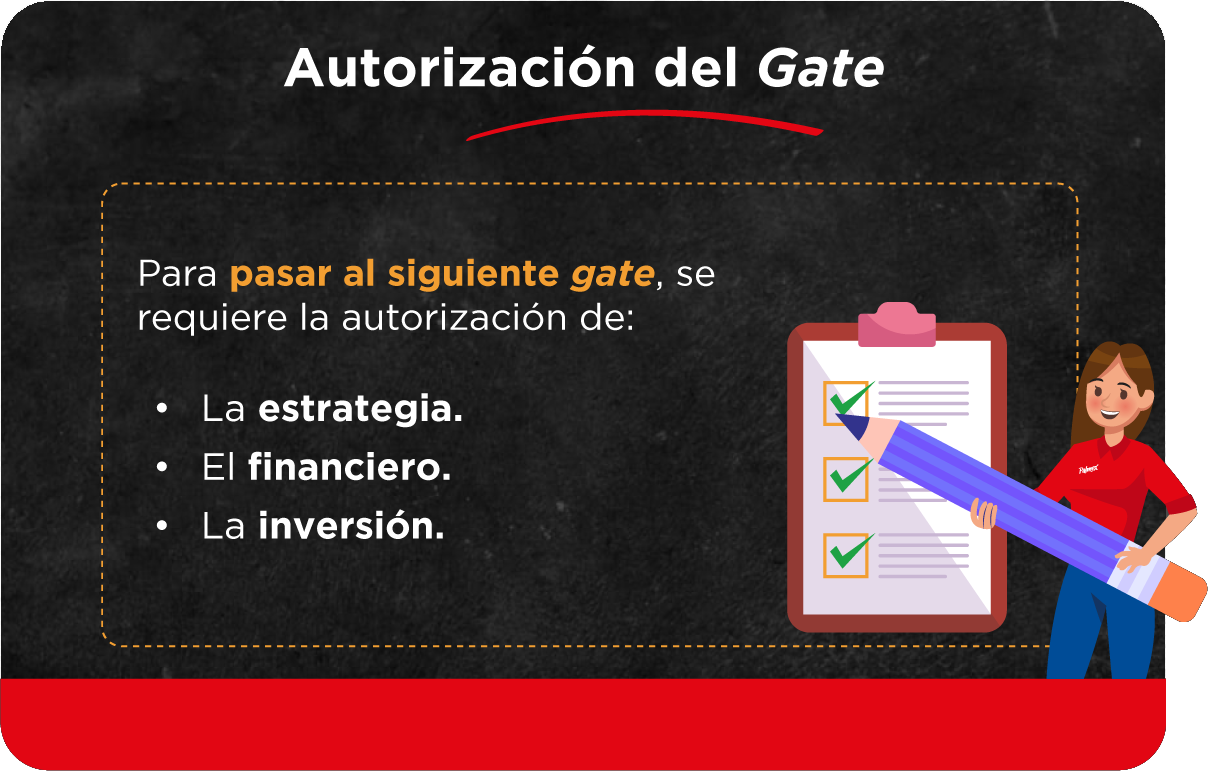 Autorización del Gate
Para pasar al siguiente gate, se
requiere la autorización de:
• La estrategia.
• El financiero.
• La inversión.